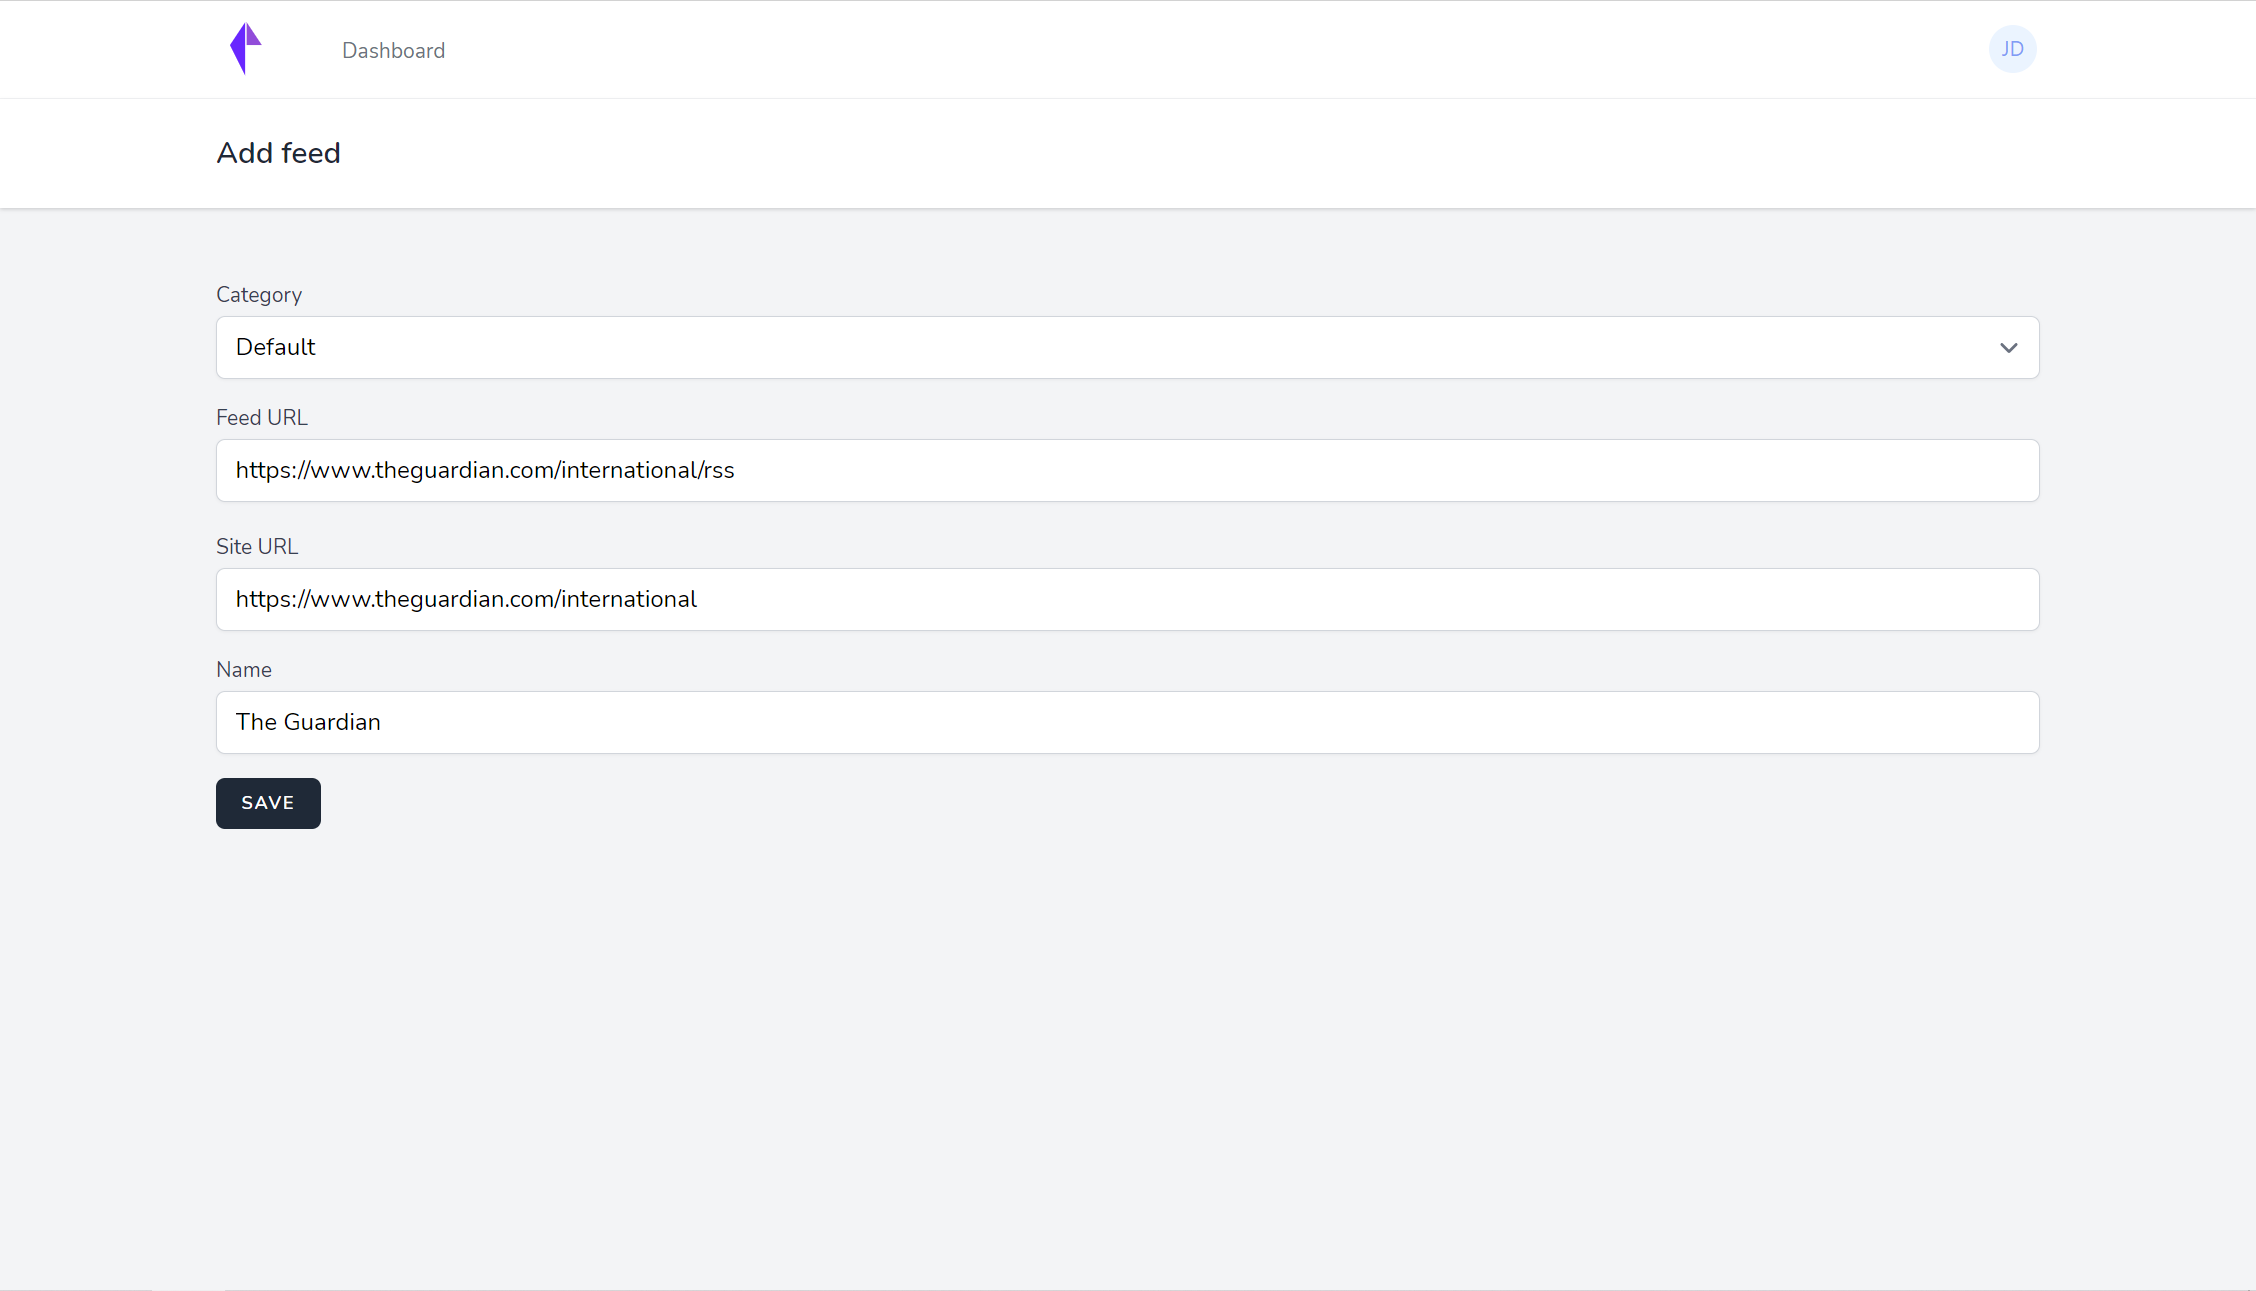 Dashboard
JD
Add feed
Category
Default
Feed URL
https://www.theguardian.com/international/rss
Site URL
https://www.theguardian.com/international
Name
The Guardian
SAVE